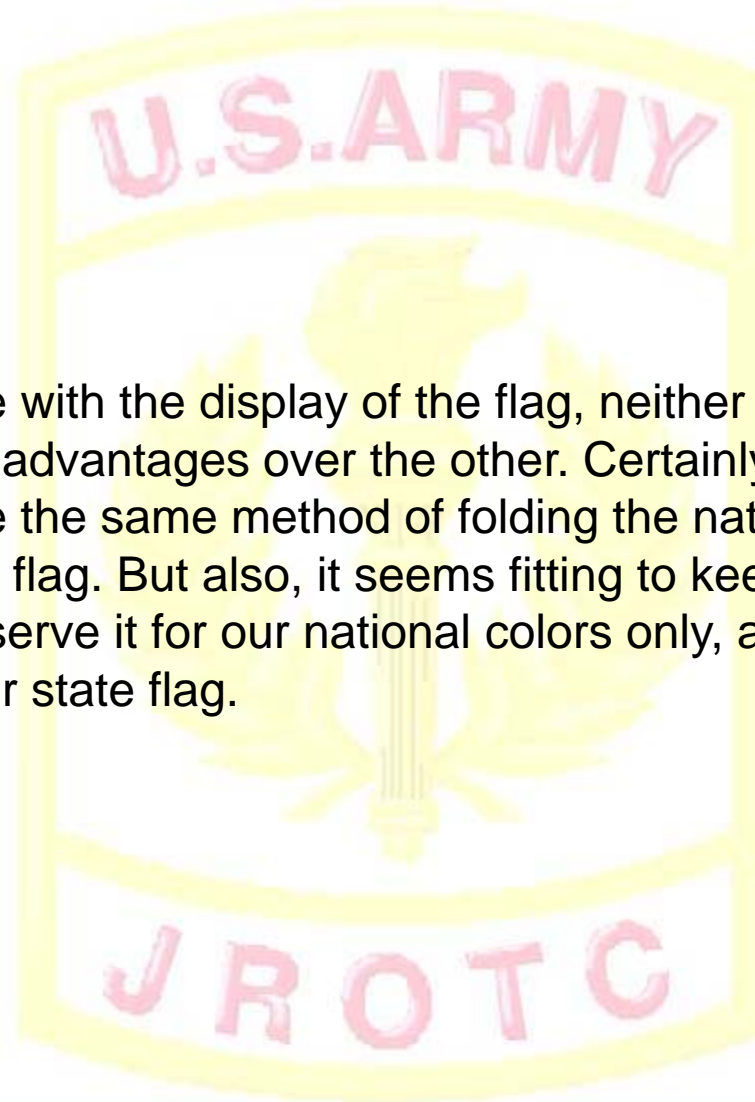 U.S.ARMY
e with the display of the flag, neither
advantages over the other. Certainly
e the same method of folding the nat
flag. But also, it seems fitting to kee
serve it for our national colors only, a
r state flag.
JROTC